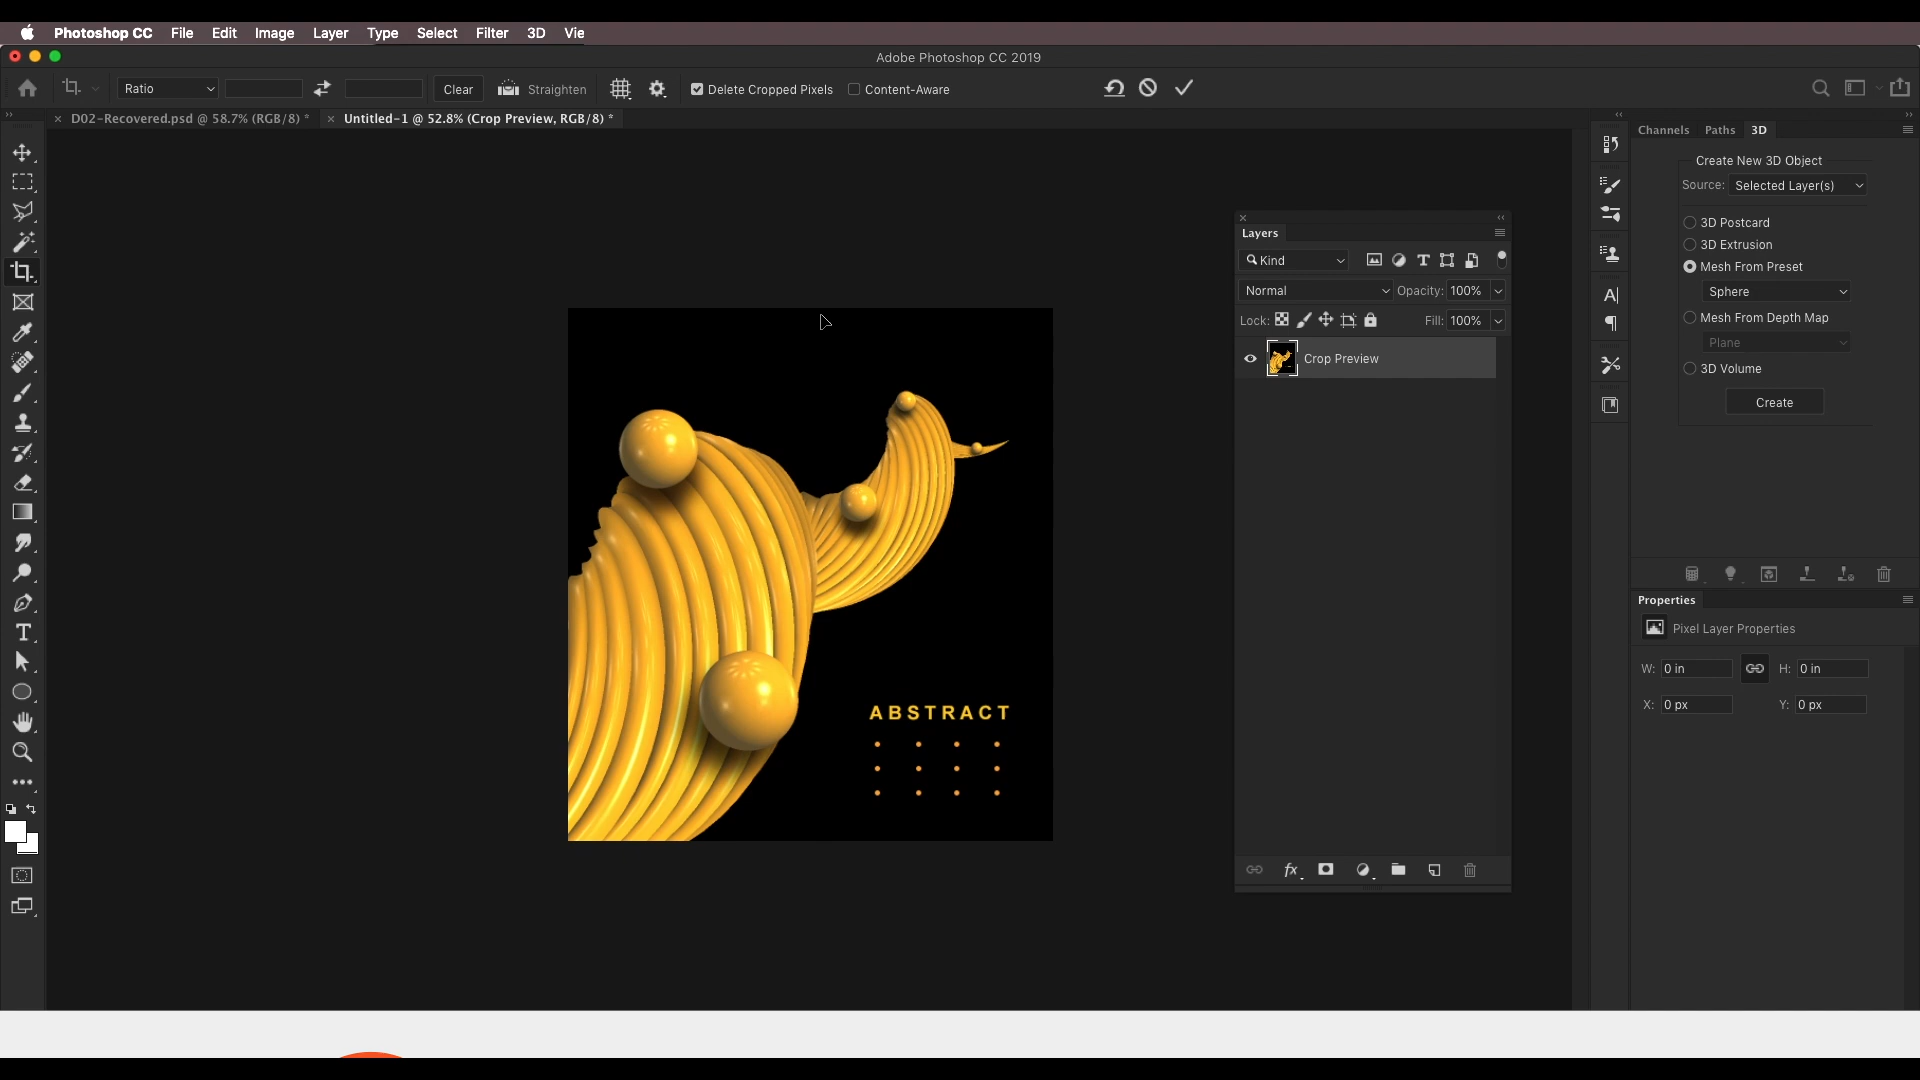 Photoshop CC File Edit Image Layer Type Select Filter 3D Vie
Adobe Photoshop CC 2019
Ratio Clear Straighten Delete Cropped Pixels Content-Aware
D02-Recovered.psd @ 58.7% (RGB/8) * Untitled-1 @ 52.8% (Crop Preview, RGB/8) *
Channels Paths 3D
Create New 3D Object
Source: Selected Layer(s)
3D Postcard
3D Extrusion
Mesh From Preset
Sphere
Mesh From Depth Map
Plane
3D Volume
Create
Layers
Kind
Normal Opacity: 100%
Lock: Fill: 100%
Crop Preview
ABSTRACT
Properties
Pixel Layer Properties
W: 0 in H: 0 in
X: 0 px Y: 0 px